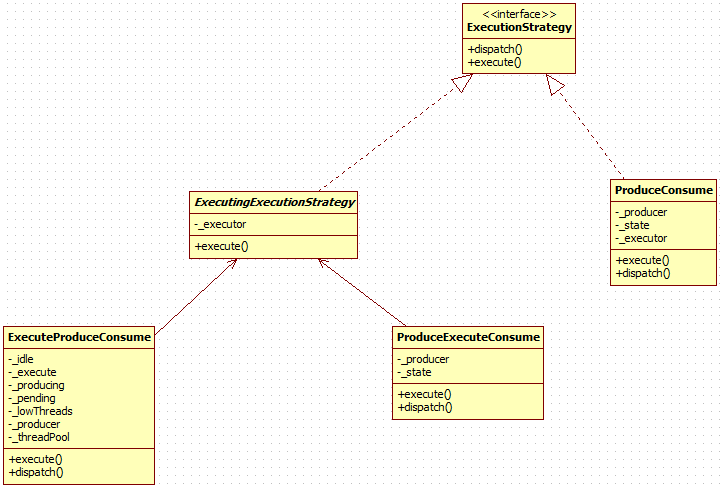 <<interface>>
ExecutionStrategy
+dispatch()
+execute()
ExecutingExecutionStrategy
-_executor
+execute()
ProduceConsume
-_producer
-_state
-_executor
+execute()
+dispatch()
ExecuteProduceConsume
-_idle
-_execute
-_producing
-_pending
-_lowThreads
-_producer
-_threadPool
+execute()
+dispatch()
ProduceExecuteConsume
-_producer
-_state
+execute()
+dispatch()